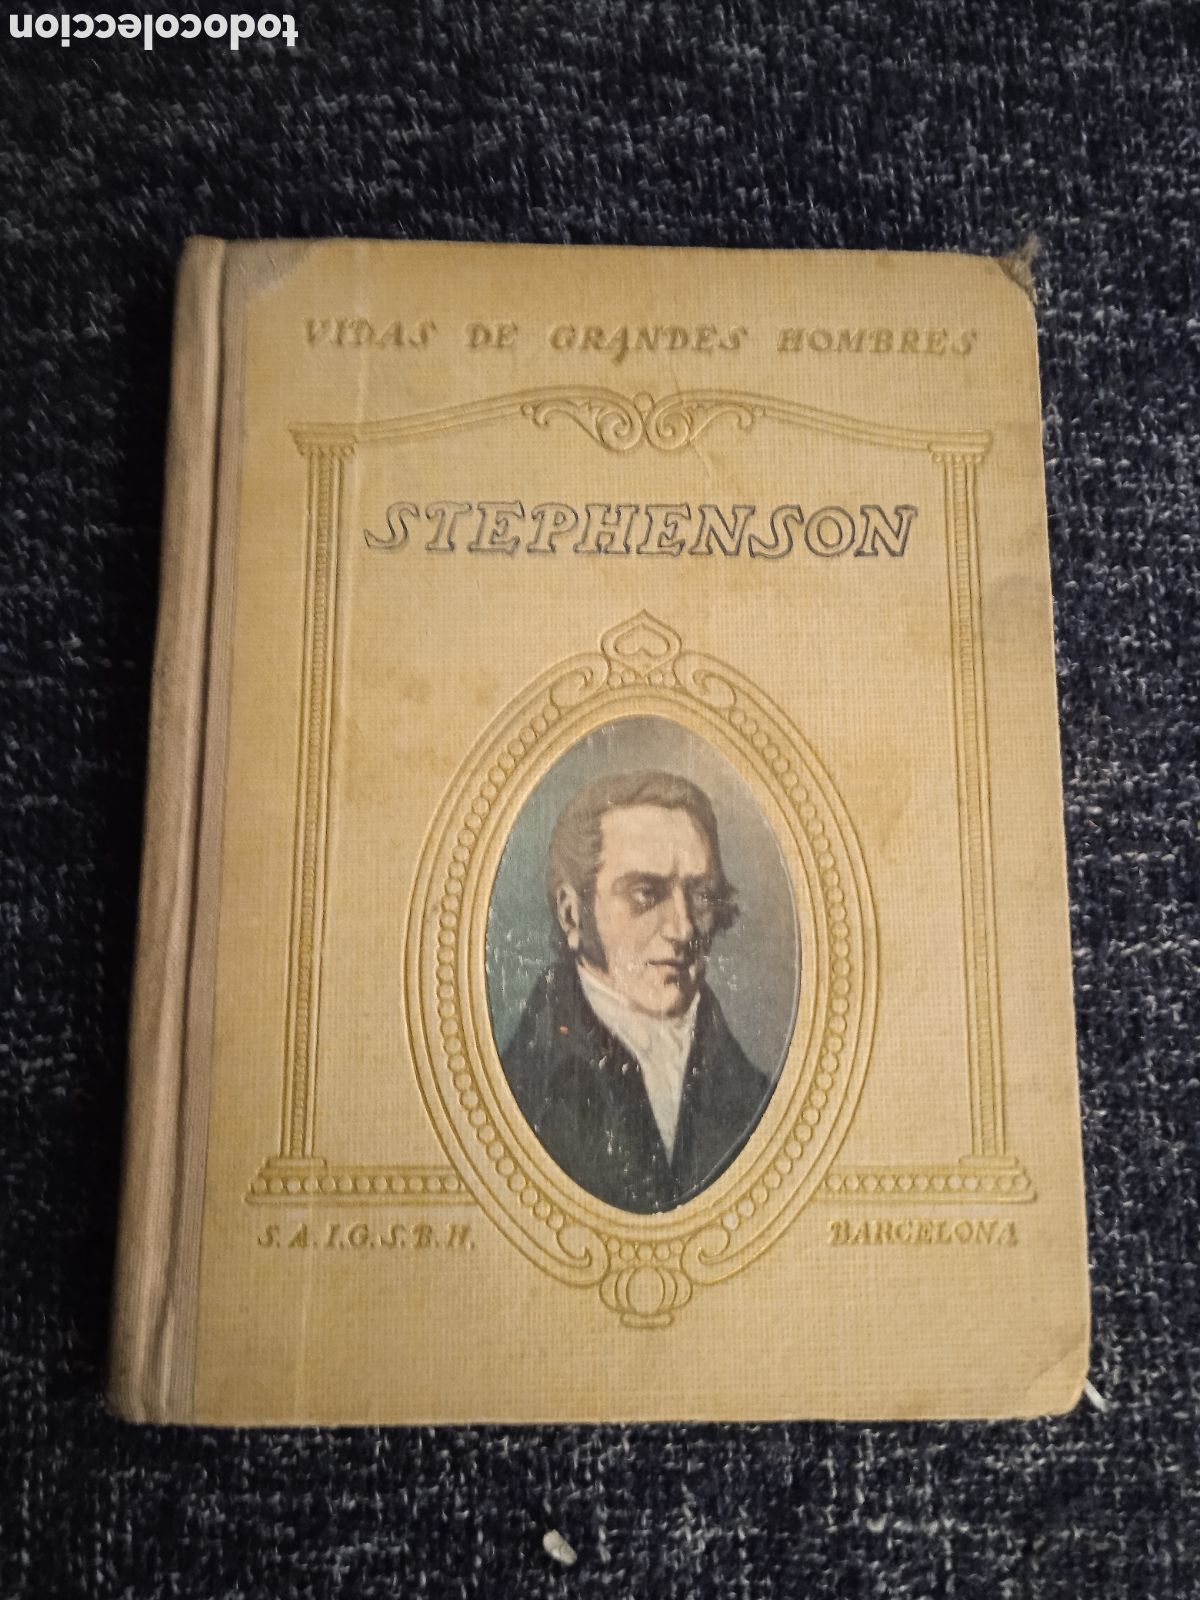 todocoleccion
VIDAS DE GRANDES HOMBRES
STEPHENSON
S. A. I. G. S. B. H.
BARCELONA